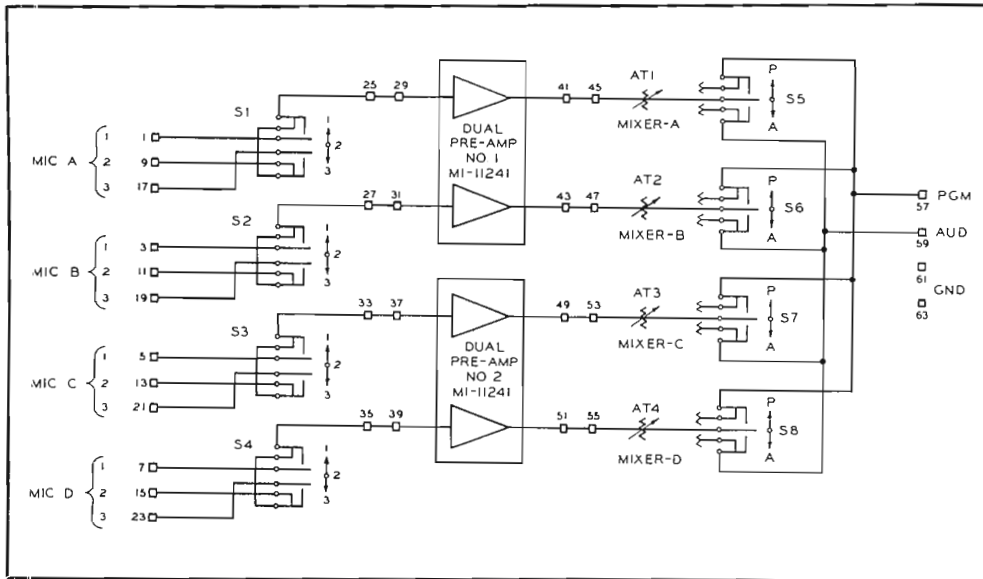 25 29
41 45
AT1
MIXER-A
P
S5
A
S1
1
2
3
MIC A
1 1
2 9
3 17
DUAL
PRE-AMP
NO 1
MI-11241
27 31
43 47
AT2
MIXER-B
P
S6
A
PGM
57
AUD
59
61
GND
63
S2
1
2
3
MIC B
1 3
2 11
3 19
33 37
49 53
AT3
MIXER-C
P
S7
A
S3
1
2
3
MIC C
1 5
2 13
3 21
DUAL
PRE-AMP
NO 2
MI-11241
35 39
51 55
AT4
MIXER-D
P
S8
A
S4
1
2
3
MIC D
1 7
2 15
3 23